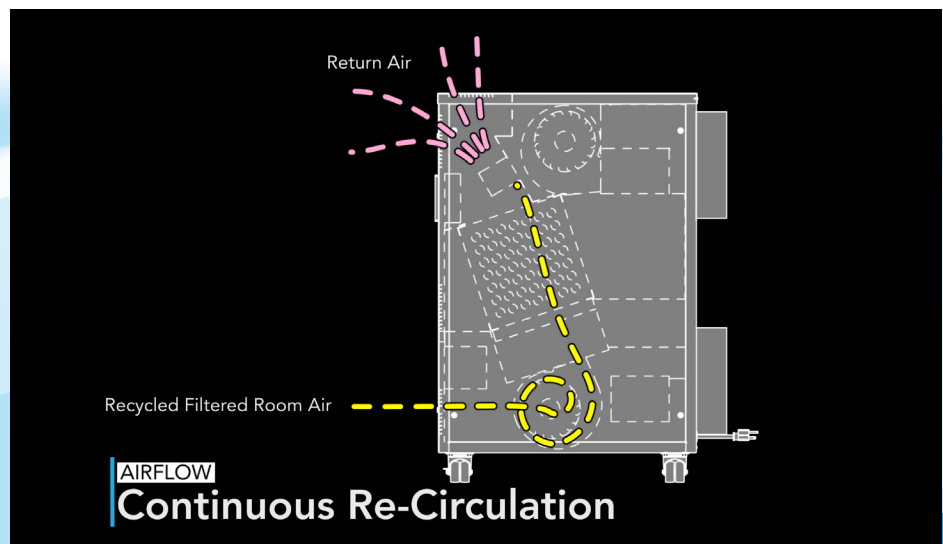 Return Air
Recycled Filtered Room Air
AIRFLOW
Continuous Re-Circulation